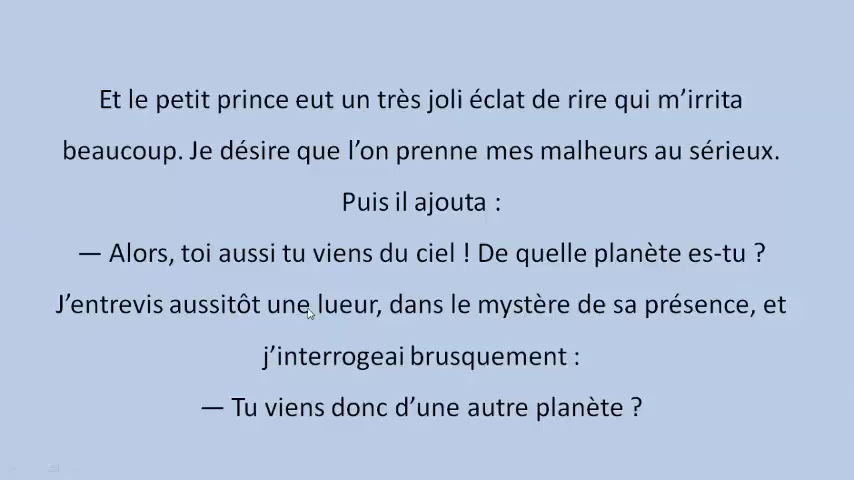 Et le petit prince eut un très joli éclat de rire qui m’irrita
beaucoup. Je désire que l’on prenne mes malheurs au sérieux.
Puis il ajouta :
— Alors, toi aussi tu viens du ciel ! De quelle planète es-tu ?
J’entrevis aussitôt une lueur, dans le mystère de sa présence, et
j’interrogeai brusquement :
— Tu viens donc d’une autre planète ?